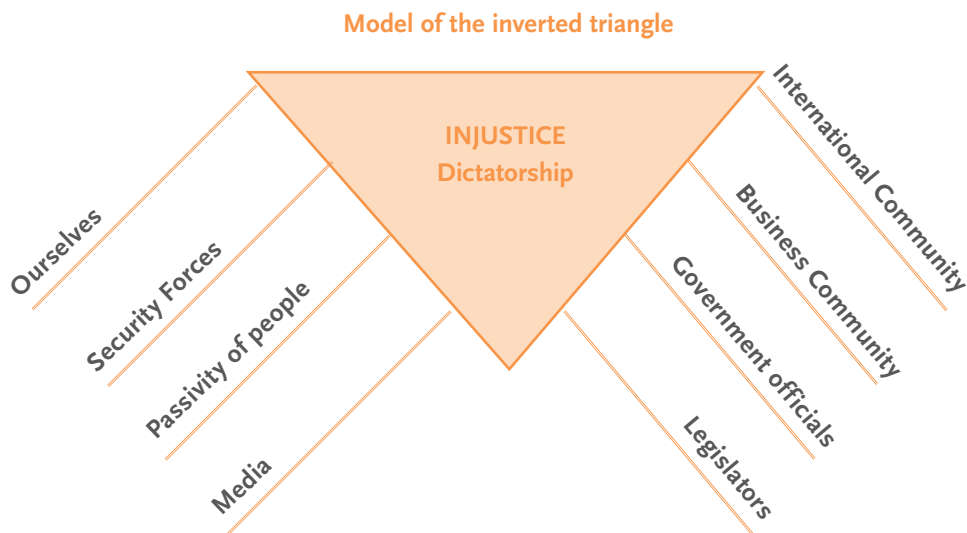 Model of the inverted triangle
INJUSTICE
Dictatorship
Ourselves
Security Forces
Passivity of people
Media
International Community
Business Community
Government officials
Legislators